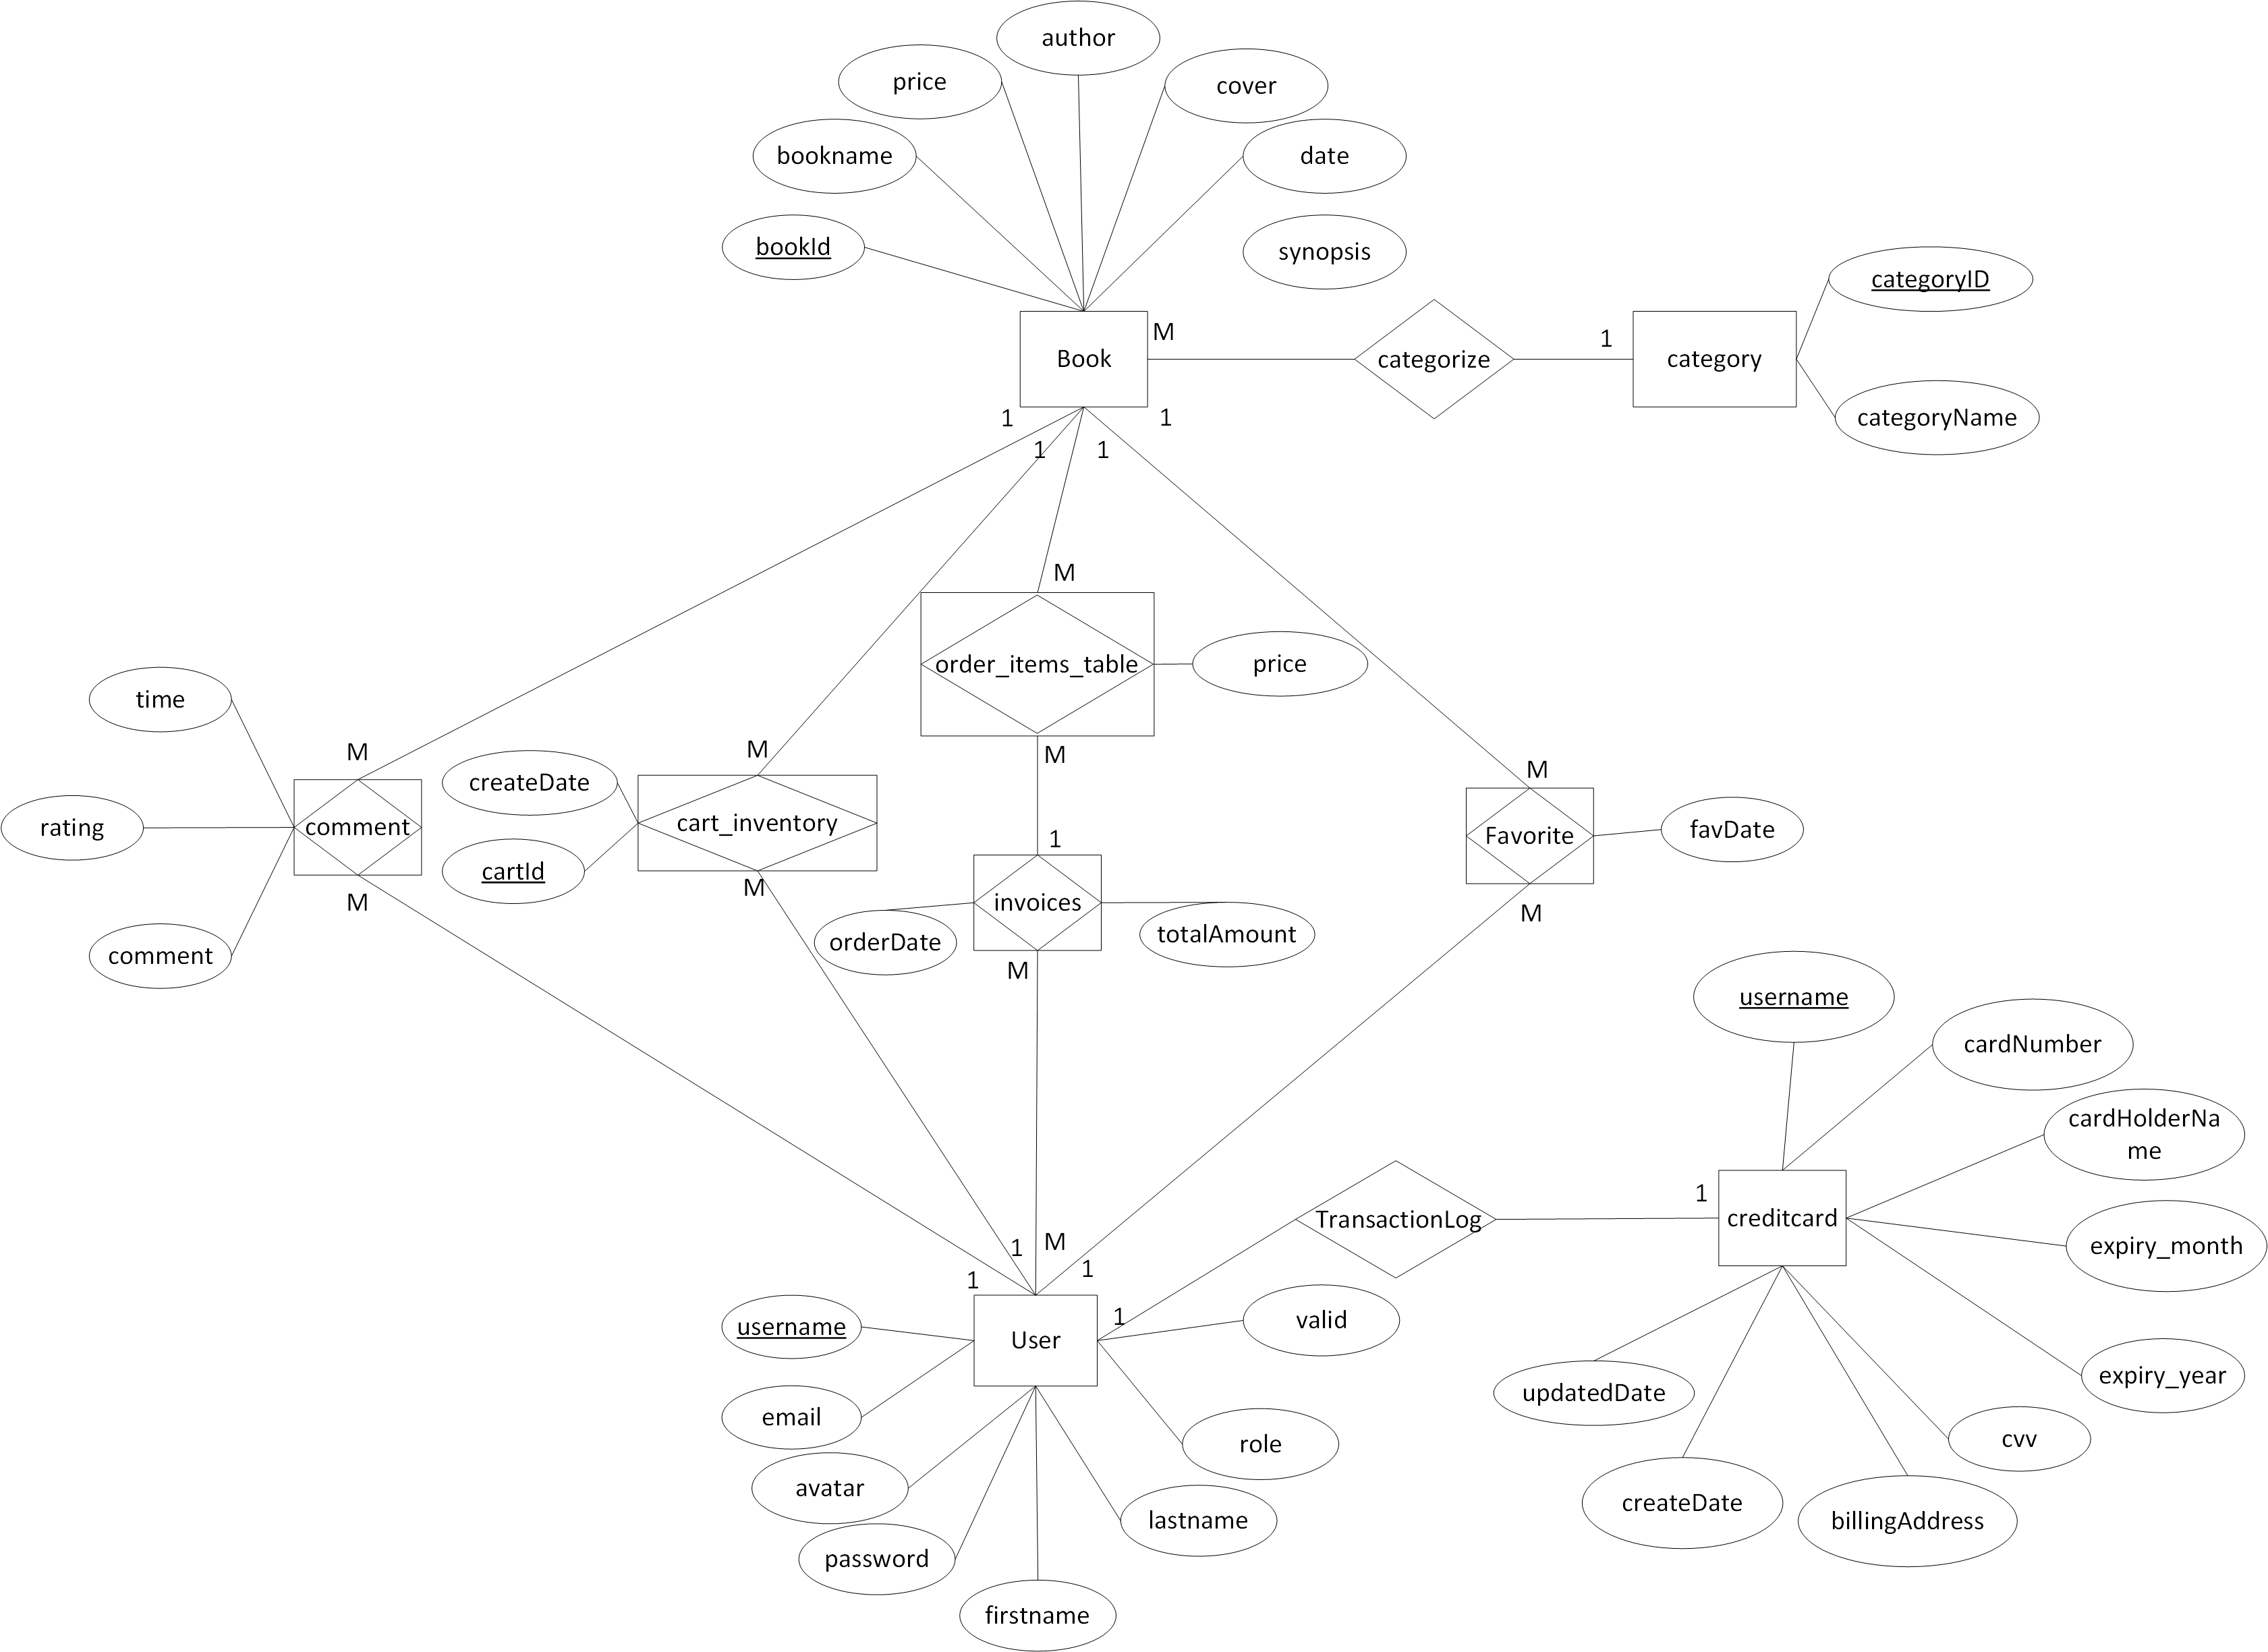 author
price
cover
bookname
date
bookId
synopsis
categoryID
M
1
Book
categorize
category
1
1
categoryName
1
1
M
order_items_table
price
time
M
M
M
M
createDate
favDate
rating
comment
cart_inventory
Favorite
1
cartId
M
M
invoices
M
orderDate
totalAmount
comment
M
username
cardNumber
cardHolderNa
me
1
TransactionLog
creditcard
1
M
expiry_month
1
1
1
username
User
valid
expiry_year
updatedDate
email
role
cvv
avatar
createDate
lastname
billingAddress
password
firstname